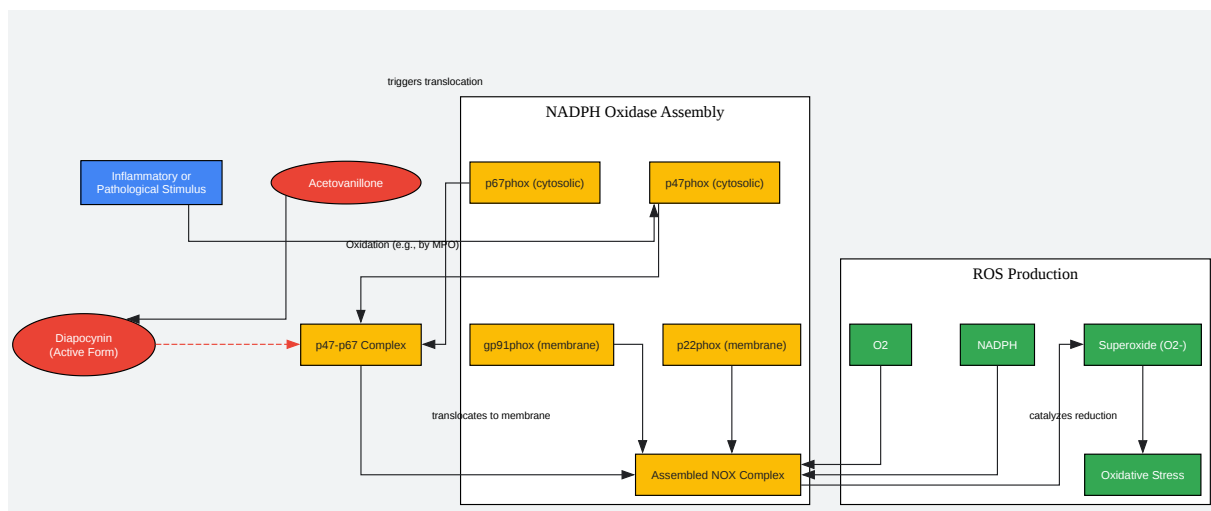 triggers translocation
NADPH Oxidase Assembly
Inflammatory or
Pathological Stimulus
Acetovanillone
p67phox (cytosolic)
p47phox (cytosolic)
Oxidation (e.g., by MPO)
ROS Production
Diapocynin
(Active Form)
p47-p67 Complex
gp91phox (membrane)
p22phox (membrane)
O2
NADPH
Superoxide (O2-)
translocates to membrane
catalyzes reduction
Assembled NOX Complex
Oxidative Stress